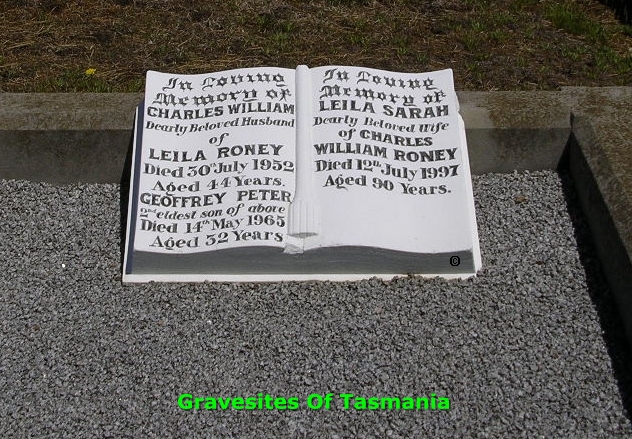 In Loving
Memory of
CHARLES WILLIAM
Dearly Beloved Husband
of
LEILA RONEY
Died 30th July 1952
Aged 44 Years.
GEOFFREY PETER
2nd eldest son of above
Died 14th May 1965
Aged 32 Years
In Loving
Memory of
LEILA SARAH
Dearly Beloved Wife
of CHARLES
WILLIAM RONEY
Died 12th July 1997
Aged 90 Years.
Gravesites Of Tasmania